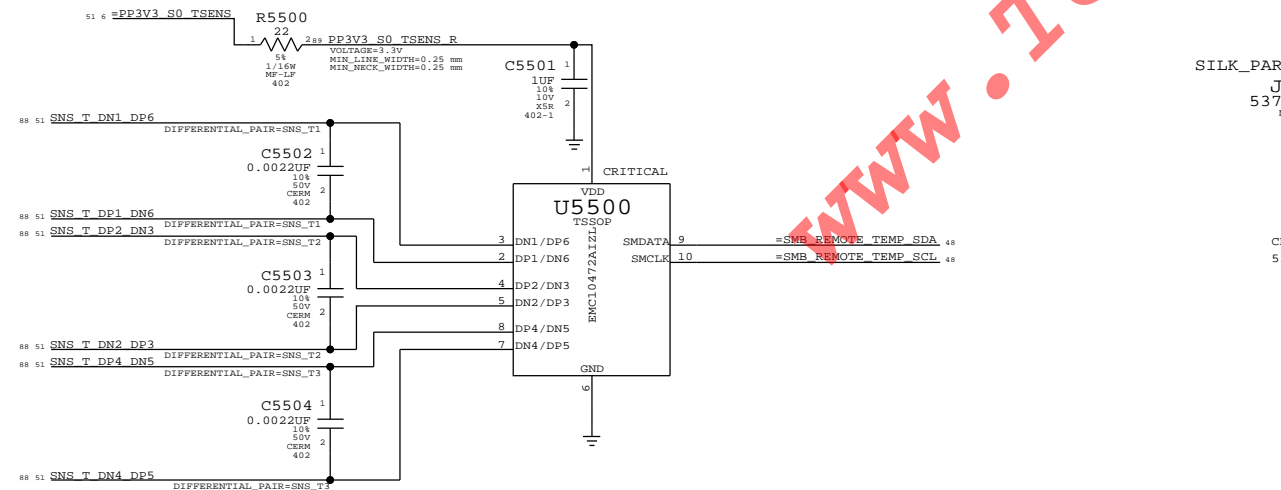 51 6 =PP3V3_S0_TSENS
R5500
22
1 2 89 PP3V3_S0_TSENS_R
5%
1/16W
MF-LF
402
VOLTAGE=3.3V
MIN_LINE_WIDTH=0.25 mm
MIN_NECK_WIDTH=0.25 mm
C5501 1
1UF
10%
10V
X5R 2
402-1
SILK_PAR
J
537
88 51 SNS_T_DN1_DP6
DIFFERENTIAL_PAIR=SNS_T1
C5502 1
0.0022UF
10%
50V
CERM 2
402
88 51 SNS_T_DP1_DN6
DIFFERENTIAL_PAIR=SNS_T1
88 51 SNS_T_DP2_DN3
DIFFERENTIAL_PAIR=SNS_T2
C5503 1
0.0022UF
10%
50V
CERM 2
402
88 51 SNS_T_DN2_DP3
DIFFERENTIAL_PAIR=SNS_T2
88 51 SNS_T_DP4_DN5
DIFFERENTIAL_PAIR=SNS_T3
C5504 1
0.0022UF
10%
50V
CERM 2
402
88 51 SNS_T_DN4_DP5
DIFFERENTIAL_PAIR=SNS_T3
1 CRITICAL
VDD
U5500
TSSOP
EMC10472AIZL
3 DN1/DP6
2 DP1/DN6
4 DP2/DN3
5 DN2/DP3
8 DP4/DN5
7 DN4/DP5
SMDATA 9 =SMB_REMOTE_TEMP_SDA 48
SMCLK 10 =SMB_REMOTE_TEMP_SCL 48
GND
6
5
www.